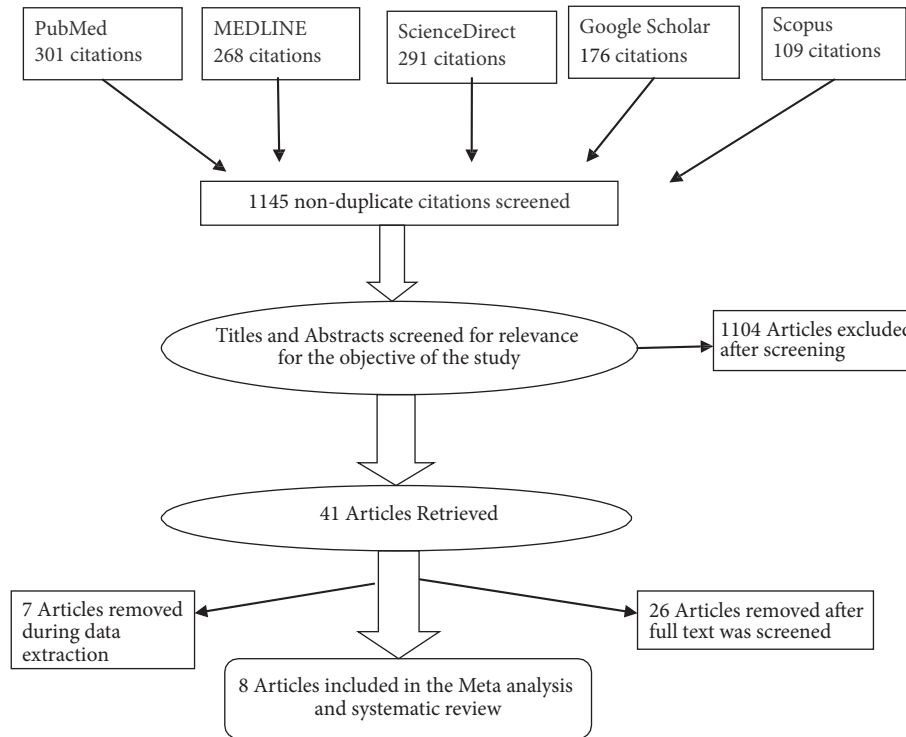 PubMed
301 citations
MEDLINE
268 citations
ScienceDirect
291 citations
Google Scholar
176 citations
Scopus
109 citations
1145 non-duplicate citations screened
Titles and Abstracts screened for relevance
for the objective of the study
1104 Articles excluded
after screening
41 Articles Retrieved
7 Articles removed
during data
extraction
26 Articles removed after
full text was screened
8 Articles included in the Meta analysis
and systematic review